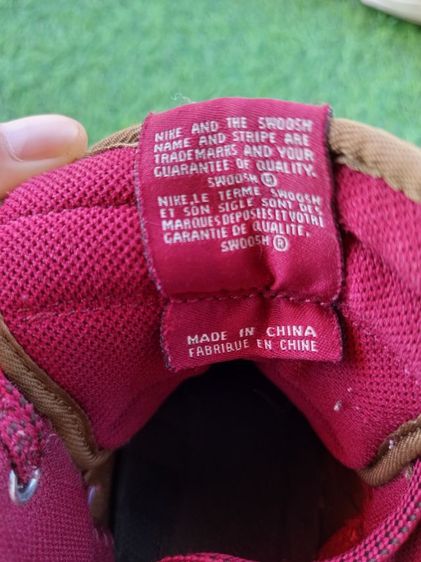 NIKE AND THE SWOOSH
NAME AND STRIPE ARE
TRADEMARKS AND YOUR
GUARANTEE OF QUALITY.
SWOOSH®
NIKE, LE TERME SWOOSH
ET SON SIGLE SONT DES
MARQUES DEPOSTES ET VOTRE
GARANTIE DE QUALITE.
SWOOSH®
MADE IN CHINA
FABRIQUE EN CHINE